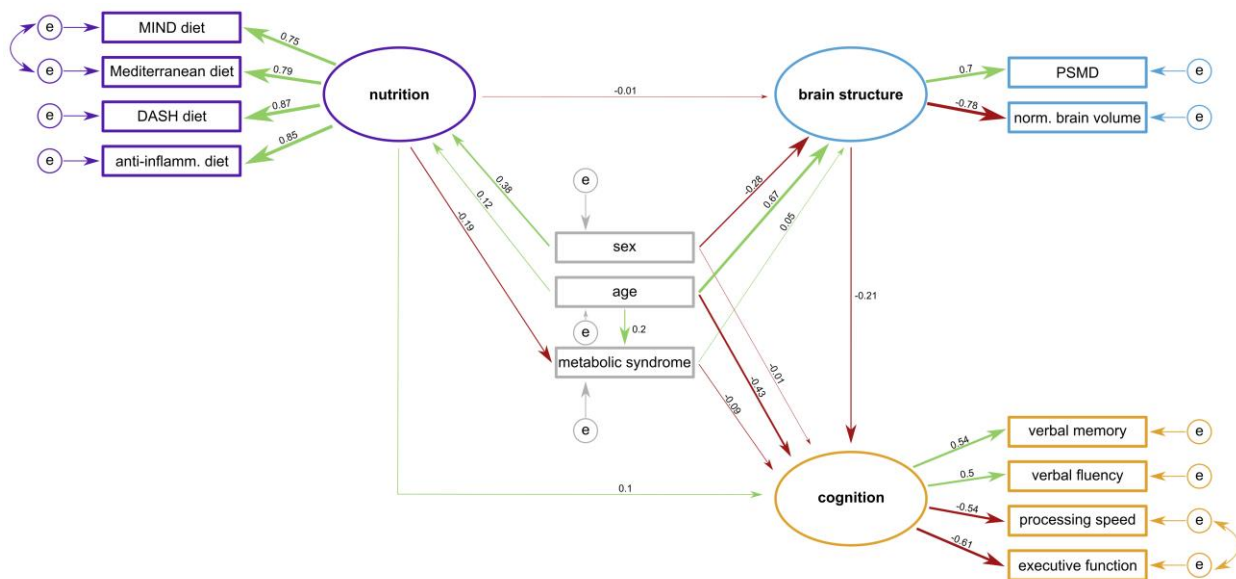 e
MIND diet
0.75
e
Mediterranean diet
0.79
e
DASH diet
0.87
e
anti-inflamm. diet
0.85
nutrition
-0.01
brain structure
0.7
PSMD
e
-0.78
norm. brain volume
e
0.38
0.12
-0.19
e
sex
age
e
0.2
metabolic syndrome
e
-0.28
0.67
0.05
-0.21
-0.01
-0.43
-0.09
0.1
cognition
0.54
verbal memory
e
0.5
verbal fluency
e
-0.54
processing speed
e
-0.61
executive function
e